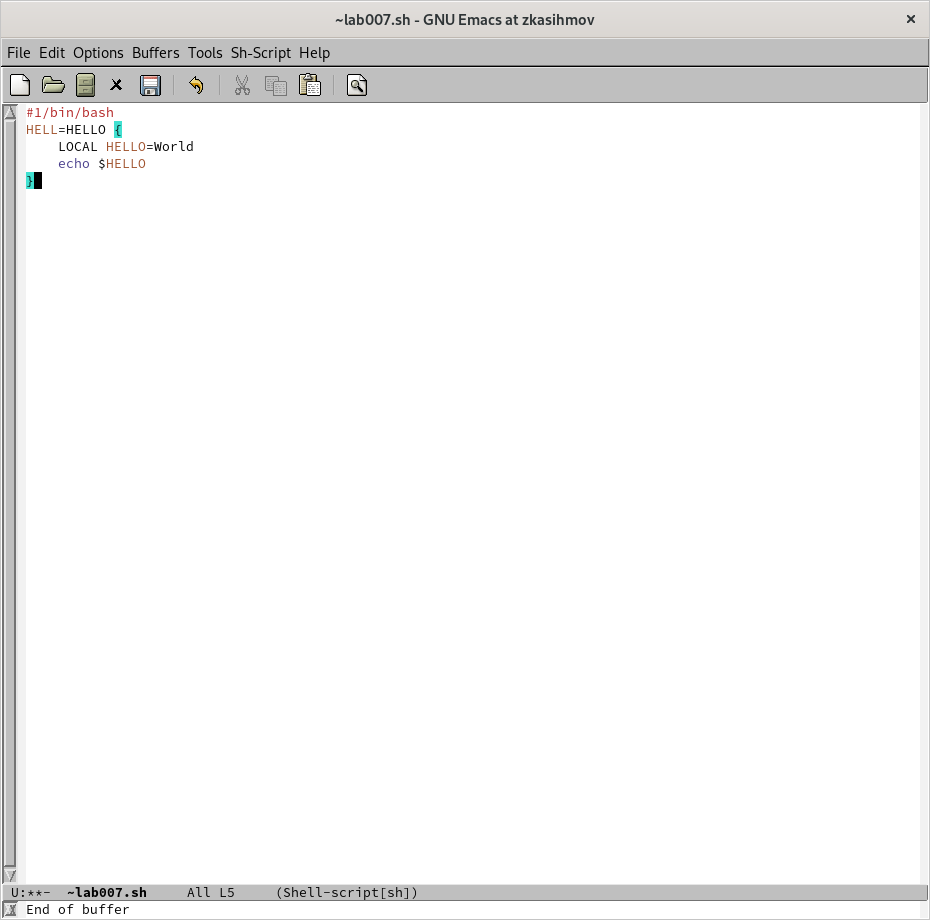 ~lab007.sh - GNU Emacs at zkasihmov
File Edit Options Buffers Tools Sh-Script Help
#1/bin/bash
HELL=HELLO {
    LOCAL HELLO=World
    echo $HELLO
}
U:**-  ~lab007.sh     All L5     (Shell-script[sh])
End of buffer